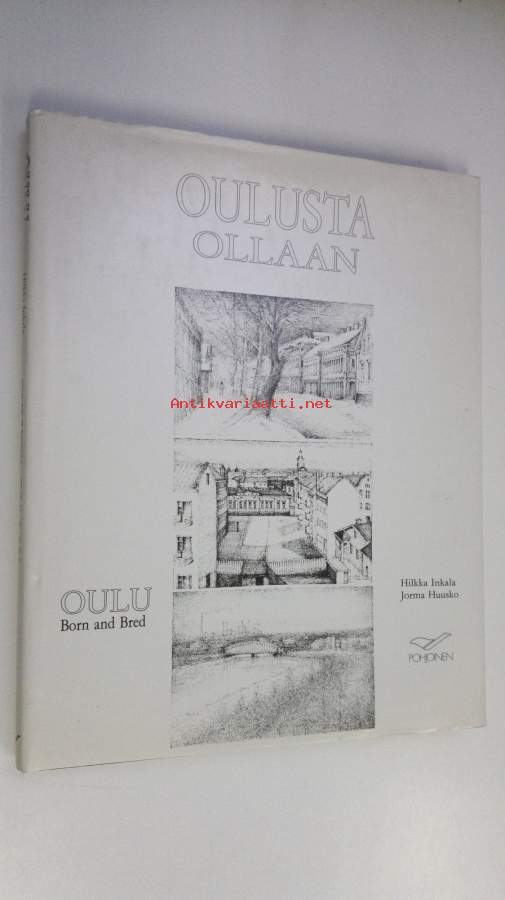 OULUSTA
OLLAAN
Antikvariaatti.net
OULU
Born and Bred
Hilkka Inkala
Jorma Huusko
POHJOINEN